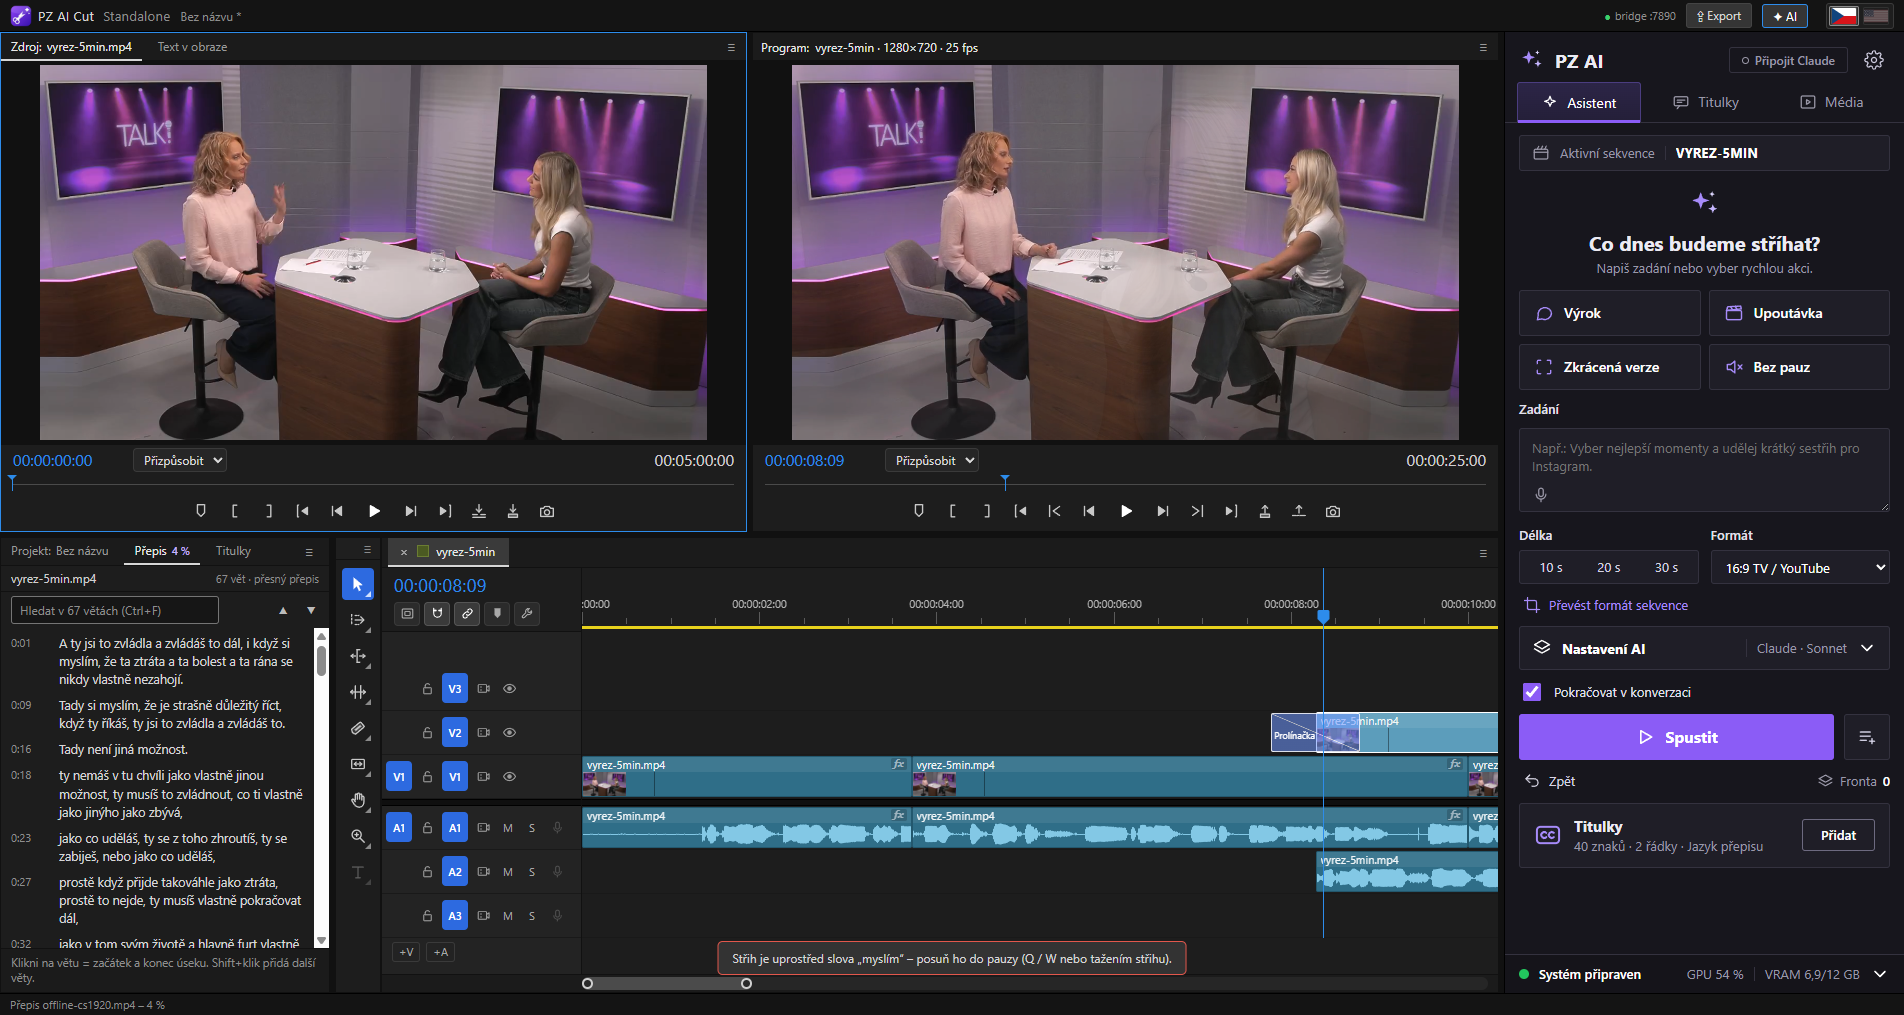 PZ AI Cut Standalone Bez názvu *
bridge :7890 Export AI
Zdroj: vyrez-5min.mp4 Text v obraze
TALK!
00:00:00:00 Přizpůsobit 00:05:00:00
Program: vyrez-5min · 1280×720 · 25 fps
TALK!
00:00:08:09 Přizpůsobit 00:00:25:00
Projekt: Bez názvu Přepis 4 % Titulky
vyrez-5min.mp4 67 vět · přesný přepis
Hledat v 67 větách (Ctrl+F)
0:01 A ty jsi to zvládla a zvládáš to dál, i když si
myslím, že ta ztráta a ta bolest a ta rána se
nikdy vlastně nezahojí.
0:09 Tady si myslím, že je strašně důležitý říct,
když ty říkáš, ty jsi to zvládla a zvládáš to.
0:16 Tady není jiná možnost.
0:18 ty nemáš v tu chvíli jako vlastně jinou
možnost, ty musíš to zvládnout, co ti vlastně
jako jinýho jako zbývá,
0:23 jako co uděláš, ty se z toho zhroutíš, ty se
zabiješ, nebo jako co uděláš,
0:27 prostě když přijde takováhle jako ztráta,
prostě to nejde, ty musíš vlastně pokračovat
dál,
0:32 jako v tom svým životě a hlavně furt vlastně
Klikni na větu = začátek a konec úseku. Shift+klik přidá další
věty.
Přepis offline-cs1920.mp4 – 4 %
vyrez-5min
00:00:08:09
:00:00 00:00:02:00 00:00:04:00 00:00:06:00 00:00:08:00 00:00:10:00
V3
V2 Prolínačka vyrez-5min.mp4
V1 V1 vyrez-5min.mp4 fx vyrez-5min.mp4 fx vyrez
A1 A1 M S vyrez-5min.mp4 fx vyrez-5min.mp4 fx vyrez
A2 M S vyrez-5min.mp4
A3 M S
+V +A
Střih je uprostřed slova „myslím“ – posuň ho do pauzy (Q / W nebo tažením střihu).
PZ AI Připojit Claude
Asistent Titulky Média
Aktivní sekvence VYREZ-5MIN
Co dnes budeme stříhat?
Napiš zadání nebo vyber rychlou akci.
Výrok Upoutávka
Zkrácená verze Bez pauz
Zadání
Např.: Vyber nejlepší momenty a udělej krátký sestřih pro
Instagram.
Délka Formát
10 s 20 s 30 s 16:9 TV / YouTube
Převést formát sekvence
Nastavení AI Claude · Sonnet
Pokračovat v konverzaci
Spustit
Zpět Fronta 0
CC Titulky
40 znaků · 2 řádky · Jazyk přepisu
Přidat
Systém připraven GPU 54 % VRAM 6,9/12 GB